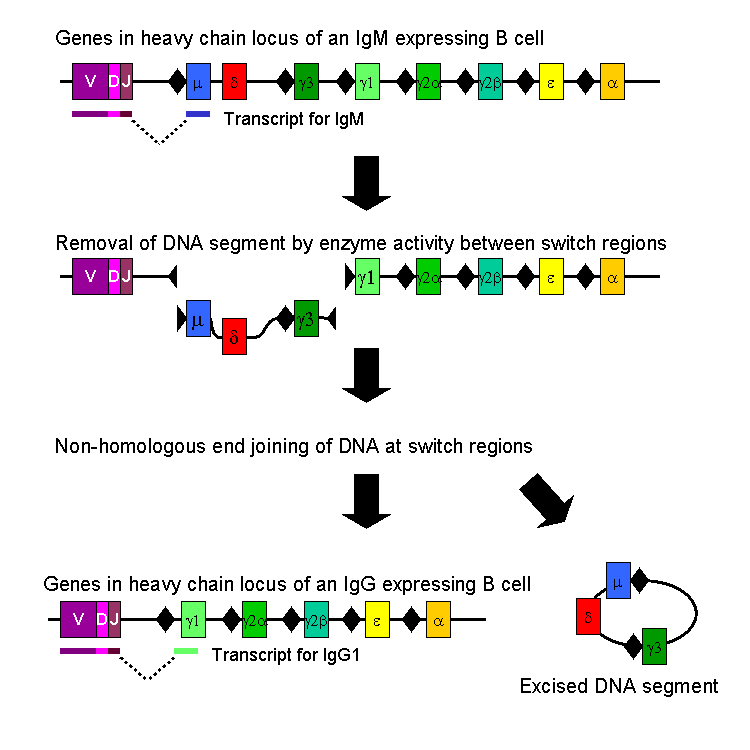 Genes in heavy chain locus of an IgM expressing B cell
V D J μ δ γ3 γ1 γ2α γ2β ε α
Transcript for IgM
Removal of DNA segment by enzyme activity between switch regions
V D J γ1 γ2α γ2β ε α
μ δ γ3
Non-homologous end joining of DNA at switch regions
Genes in heavy chain locus of an IgG expressing B cell
V D J γ1 γ2α γ2β ε α
Transcript for IgG1
μ
δ
γ3
Excised DNA segment